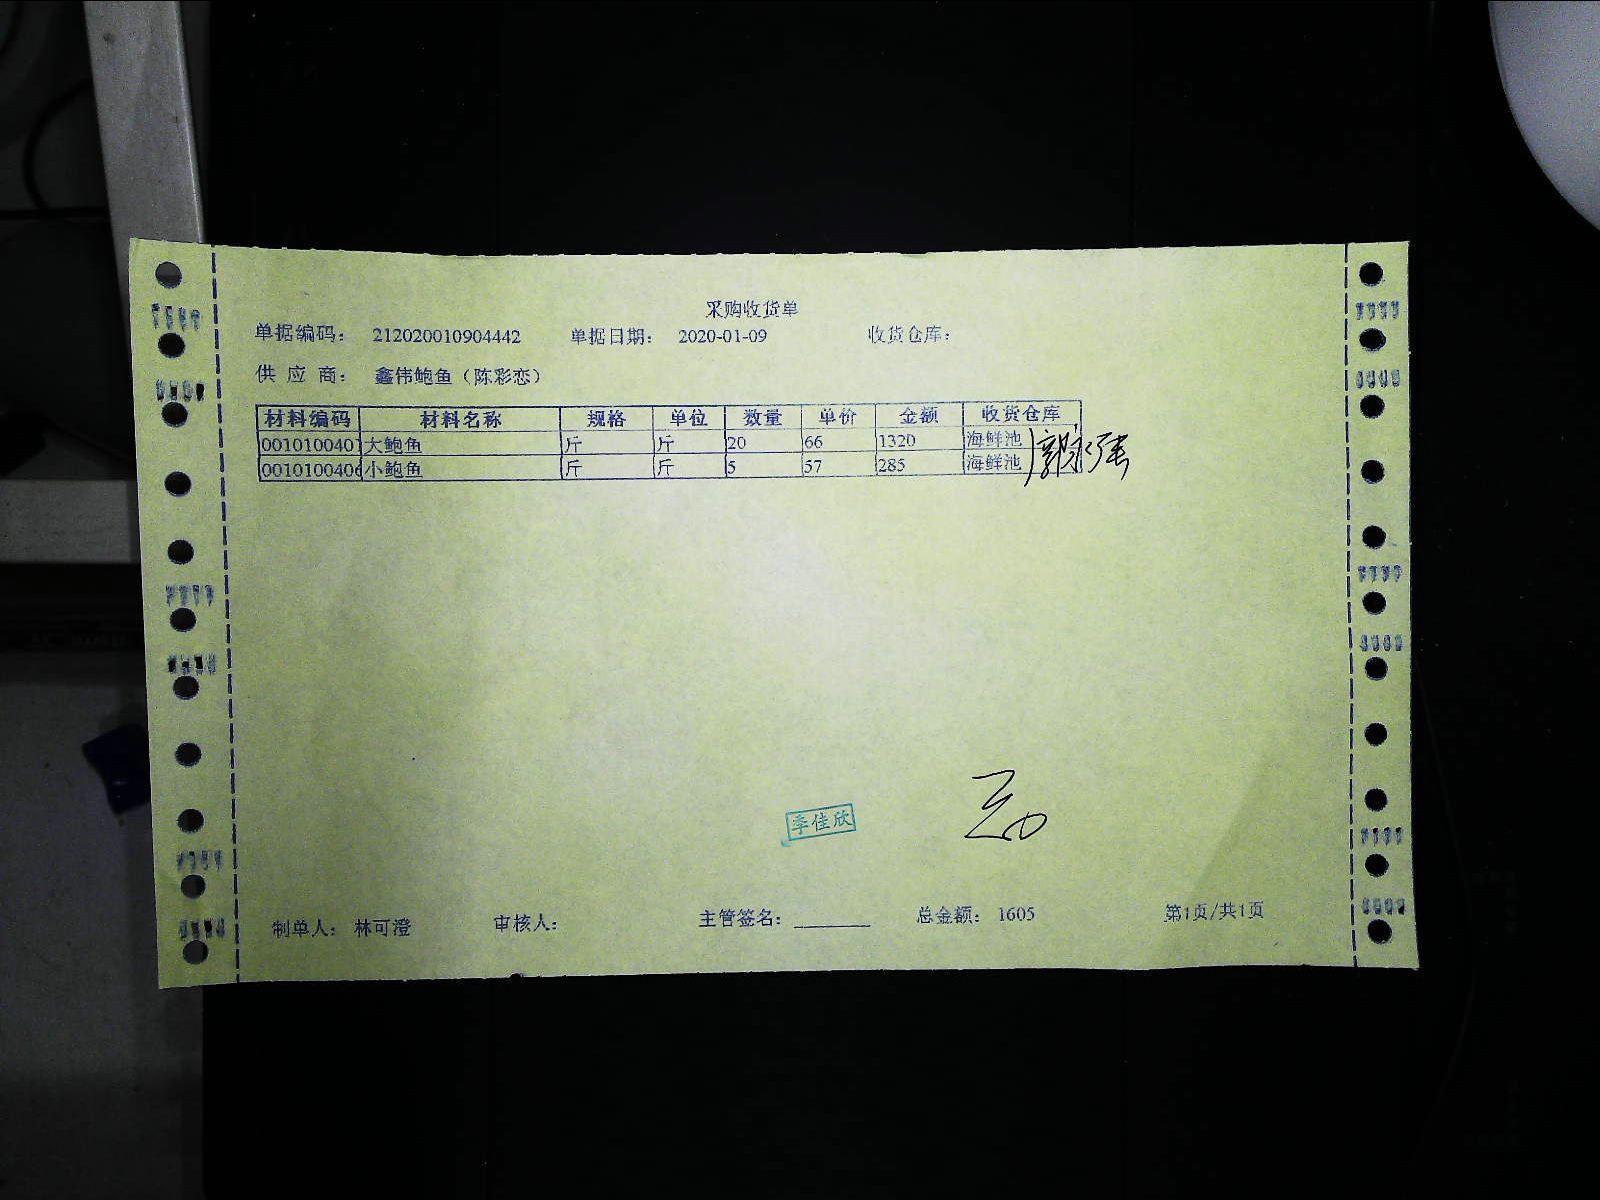 采购收货单
单据编码: 212020010904442 单据日期: 2020-01-09 收货仓库:
供 应 商: 鑫伟鲍鱼（陈彩恋）
材料编码 材料名称 规格 单位 数量 单价 金额 收货仓库
0010100401 大鲍鱼 斤 斤 20 66 1320 海鲜池
0010100406 小鲍鱼 斤 斤 5 57 285 海鲜池
季佳欣
制单人: 林可澄 审核人: 主管签名: ________ 总金额: 1605 第1页/共1页